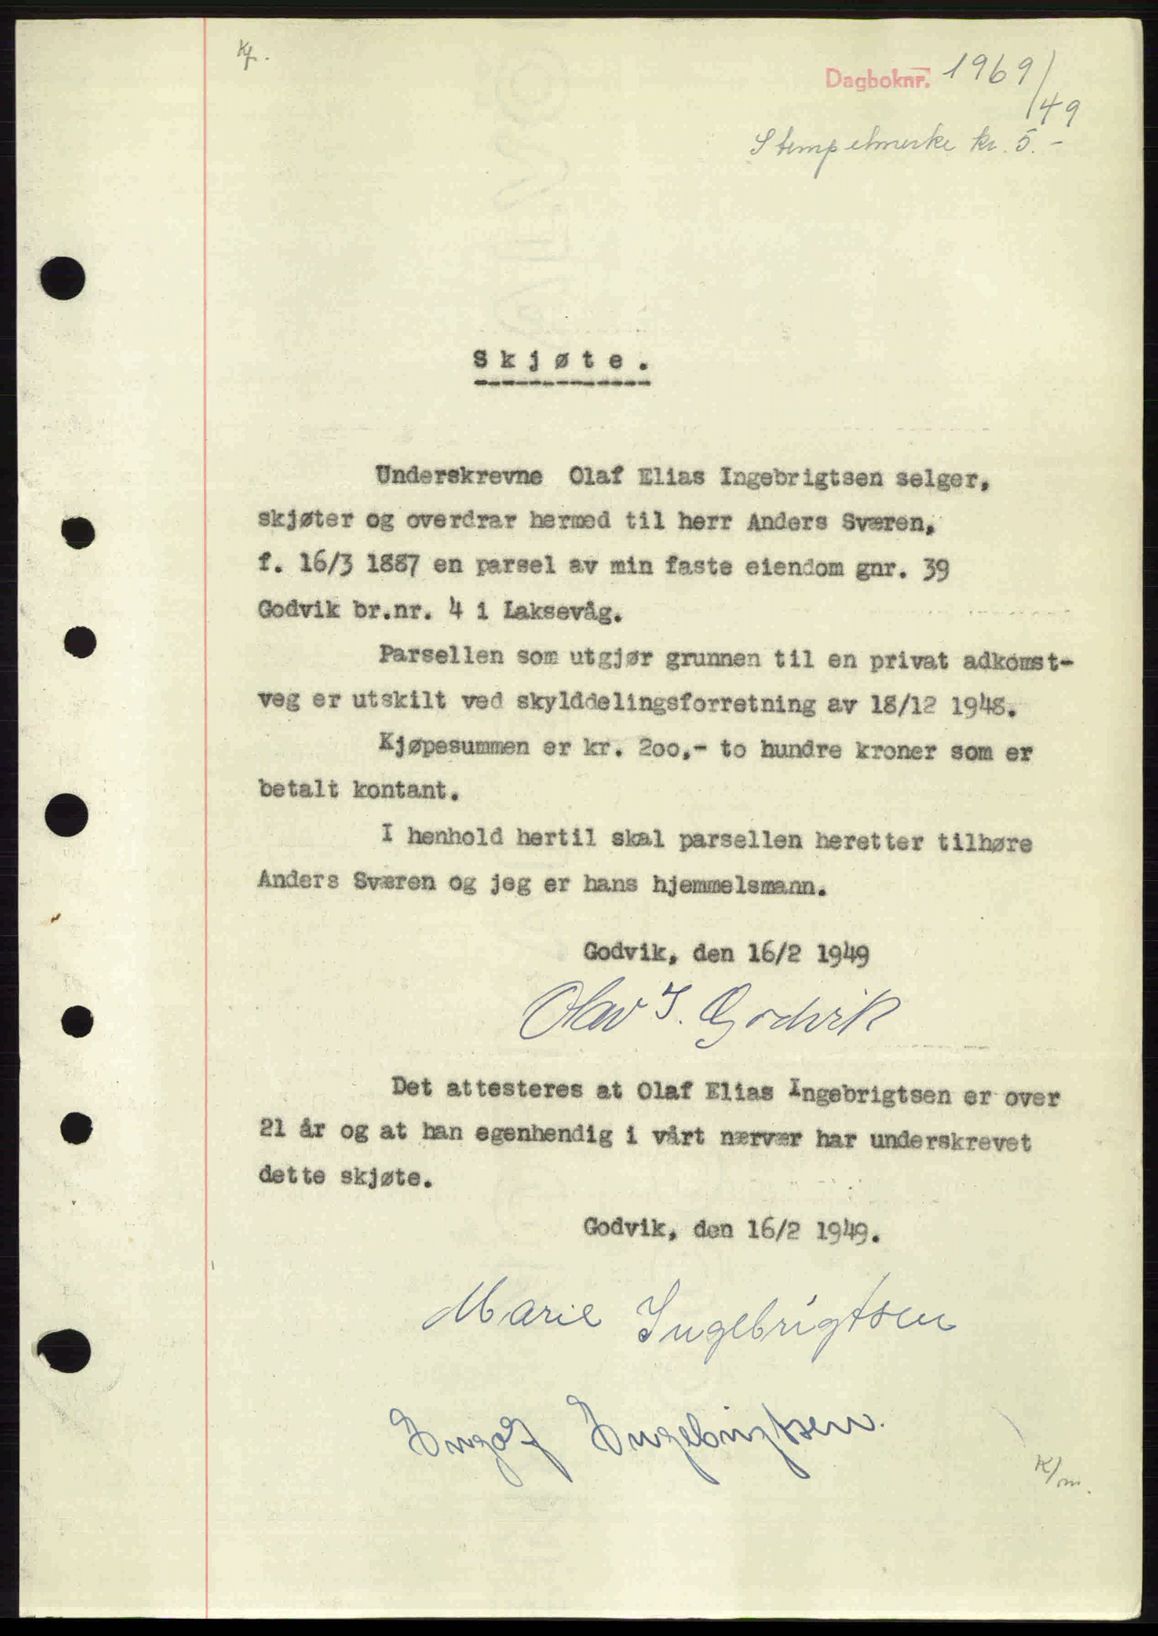 Kf.
Dagboknr. 1969/49
Stempelmerke kr. 5.-
Skjøte.
Underskrevne Olaf Elias Ingebrigtsen selger,
skjøter og overdrar hermed til herr Anders Sværen,
f. 16/3 1887 en parsel av min faste eiendom gnr. 39
Godvik br.nr. 4 i Laksevåg.
Parsellen som utgjør grunnen til en privat adkomst-
veg er utskilt ved skylddelingsforretning av 18/12 1948.
Kjøpesummen er kr. 200,- to hundre kroner som er
betalt kontant.
I henhold hertil skal parsellen heretter tilhøre
Anders Sværen og jeg er hans hjemmelsmann.
Godvik, den 16/2 1949
Olav I. Godvik
Det attesteres at Olaf Elias Ingebrigtsen er over
21 år og at han egenhendig i vårt nærvær har underskrevet
dette skjøte.
Godvik, den 16/2 1949.
Marie Ingebrigtsen
Ingolf Ingebrigtsen.
K/m.